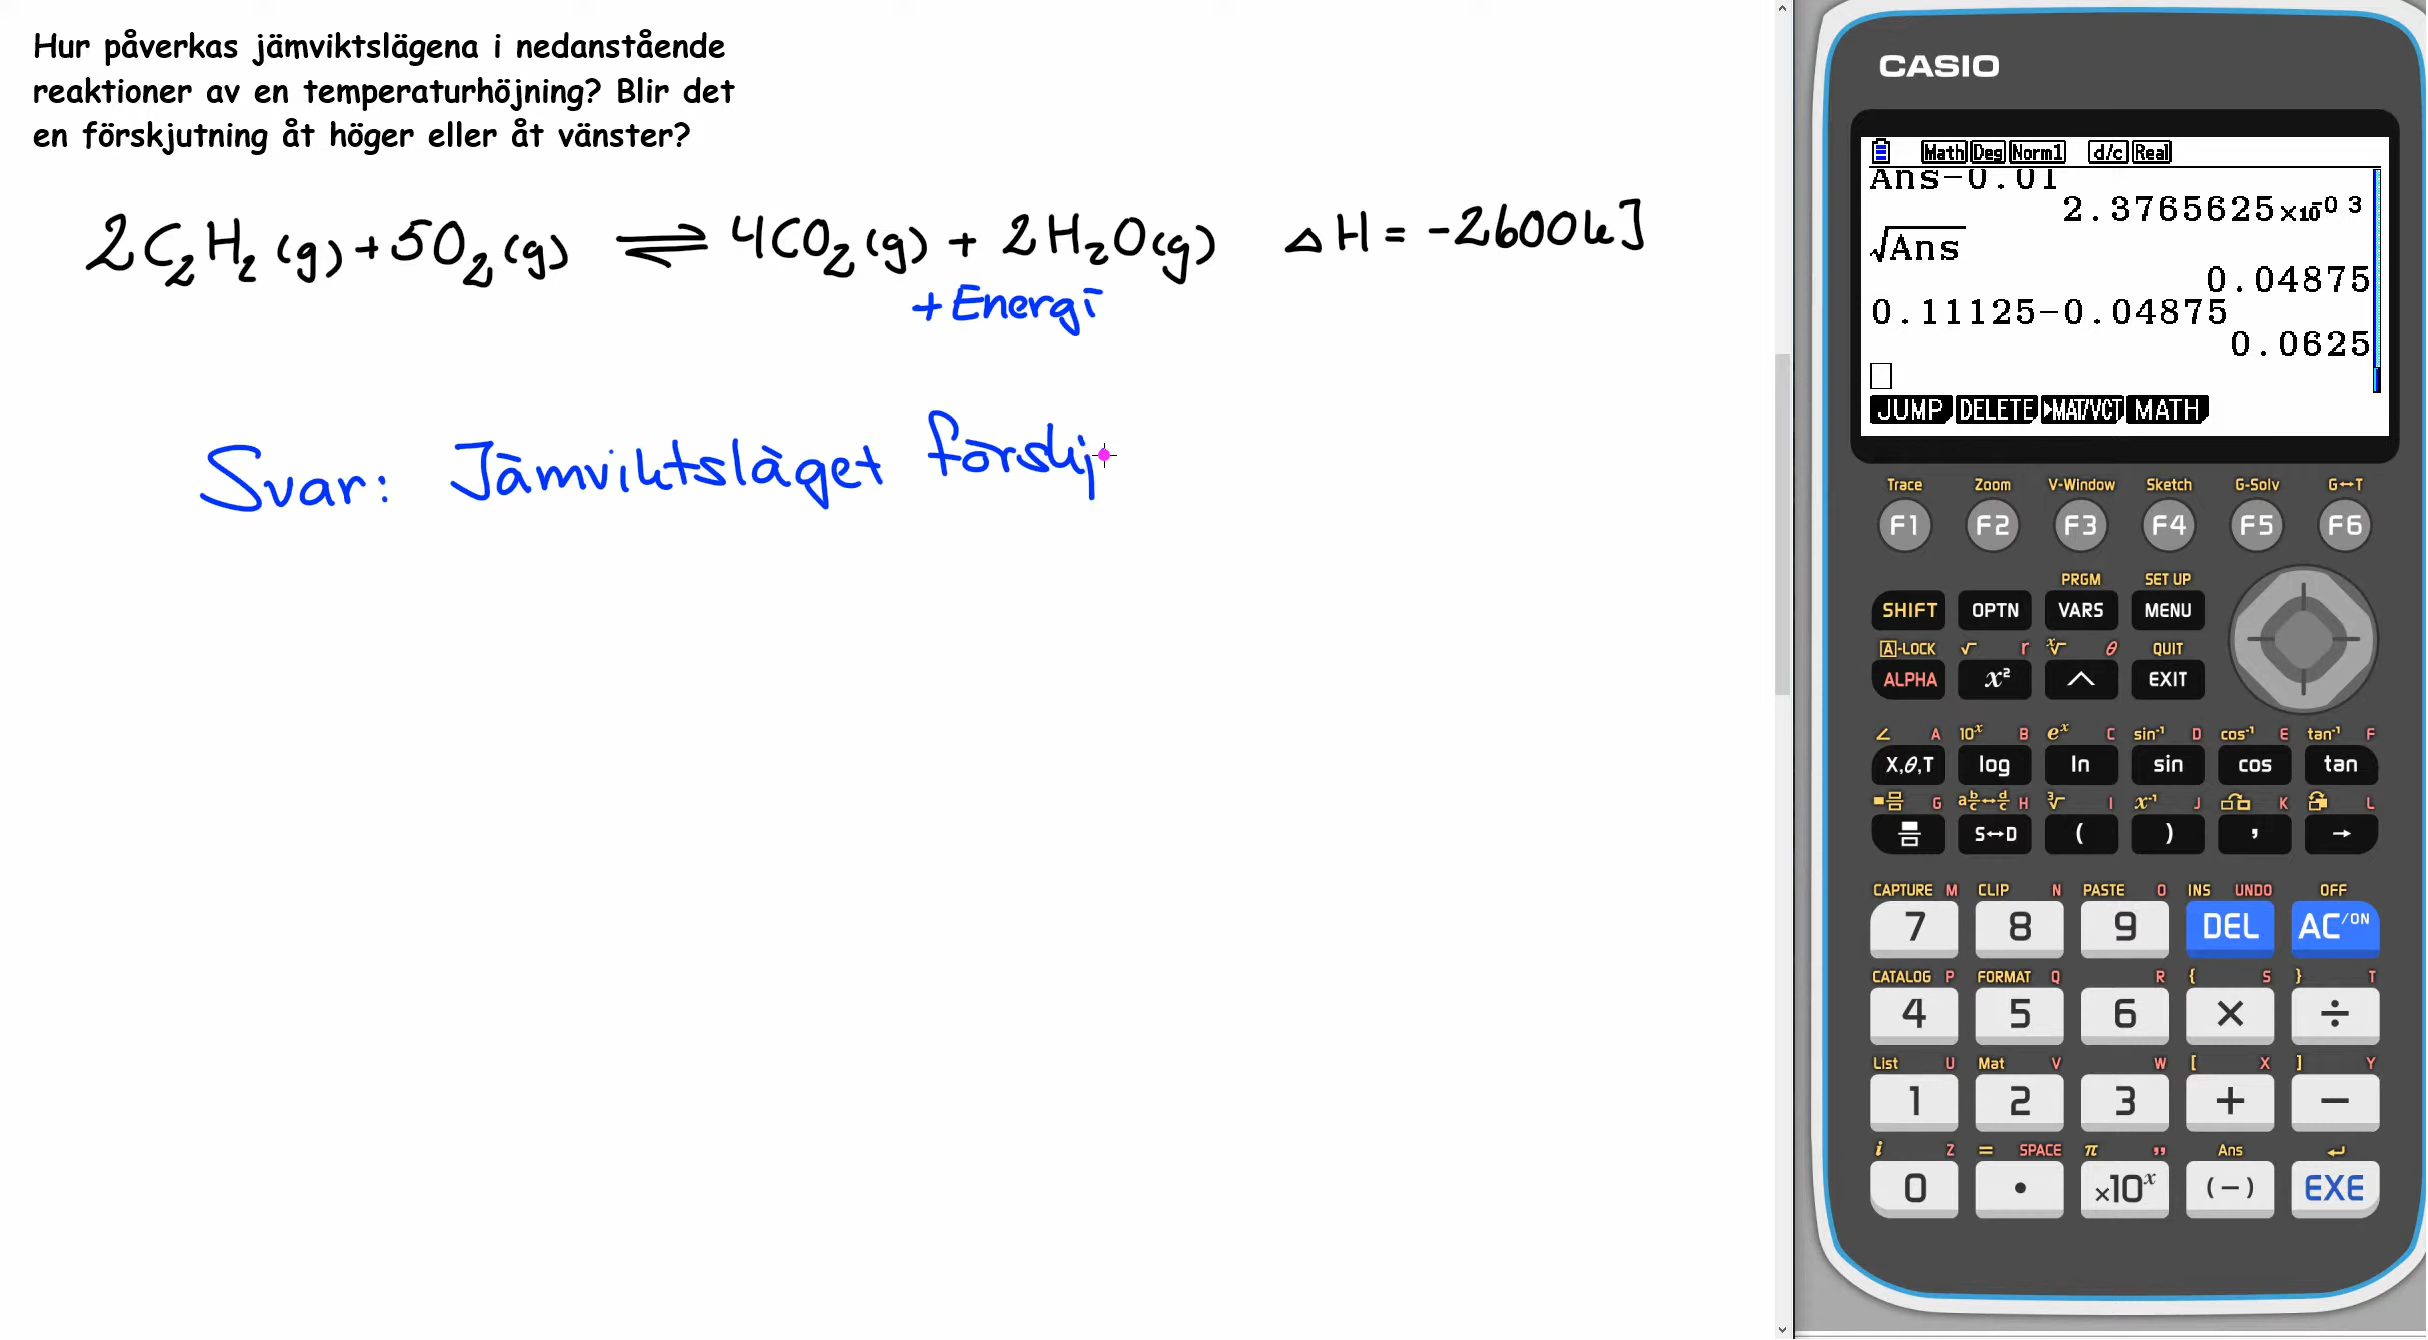 Hur påverkas jämviktslägena i nedanstående
reaktioner av en temperaturhöjning? Blir det
en förskjutning åt höger eller åt vänster?
2C₂H₂(g)+5O₂(g) ⇌ 4CO₂(g) + 2H₂O(g) ΔH = -2600kJ
+Energi
Svar: Jämviktsläget förskj
CASIO
Math Deg Norm1 d/c Real
Ans-0.01
2.3765625×10⁻⁰³
√Ans
0.04875
0.11125-0.04875
0.0625
JUMP DELETE ▶MAT/VCT MATH
Trace Zoom V-Window Sketch G-Solv G↔T
F1 F2 F3 F4 F5 F6
PRGM SET UP
SHIFT OPTN VARS MENU
A-LOCK √ r ˣ√ θ QUIT
ALPHA x² ^ EXIT
∠ A 10ˣ B eˣ C sin⁻¹ D cos⁻¹ E tan⁻¹ F
X,θ,T log ln sin cos tan
G a b/c↔d/c H ³√ I x⁻¹ J K L
S↔D ( ) , →
CAPTURE M CLIP N PASTE O INS UNDO OFF
7 8 9 DEL AC/ON
CATALOG P FORMAT Q R { S } T
4 5 6 × ÷
List U Mat V W [ X ] Y
1 2 3 + −
i Z = SPACE π " Ans ↵
0 . ×10ˣ (−) EXE